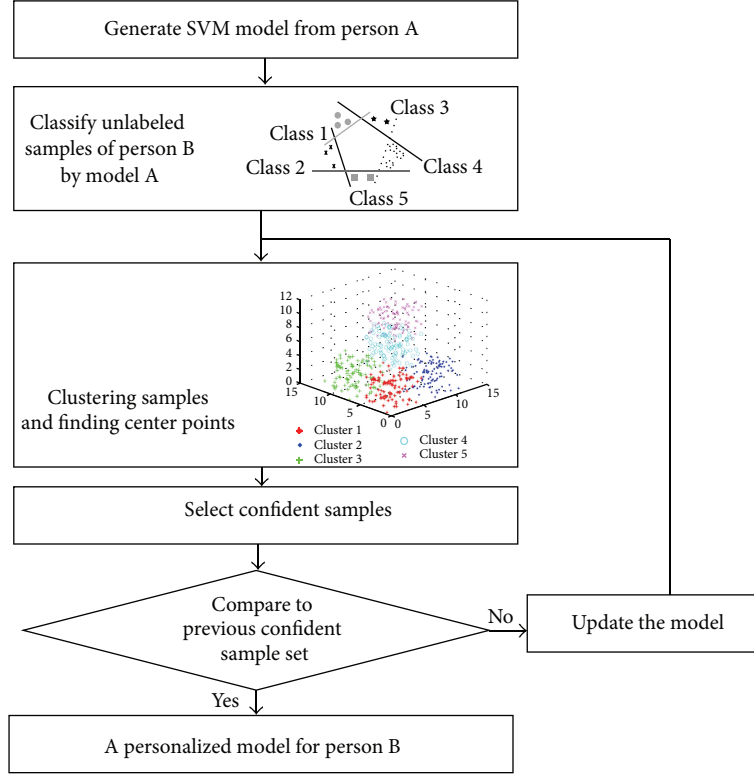 Generate SVM model from person A
Classify unlabeled
samples of person B
by model A
Class 3
Class 1
Class 2
Class 4
Class 5
12
10
8
6
4
2
0
15
10
5
0
0
5
10
15
Clustering samples
and finding center points
Cluster 1
Cluster 2
Cluster 3
Cluster 4
Cluster 5
Select confident samples
Compare to
previous confident
sample set
No
Update the model
Yes
A personalized model for person B